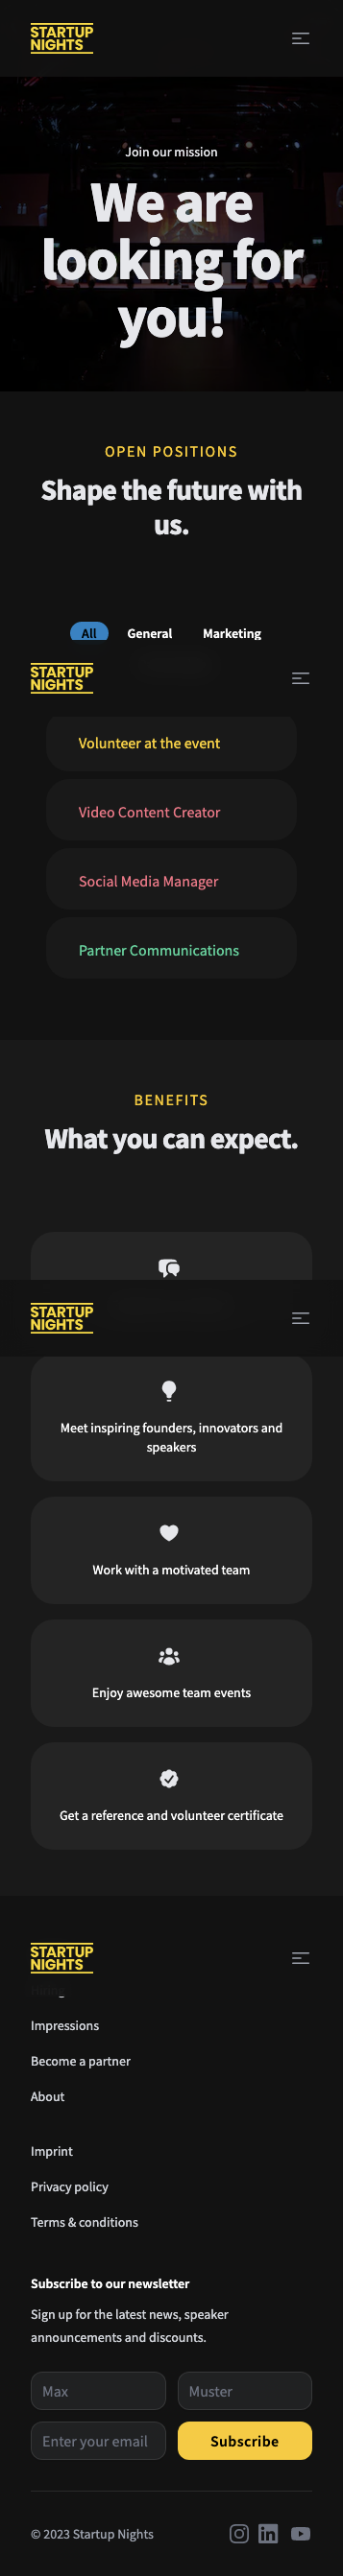 STARTUP
NIGHTS
Join our mission
We are
looking for
you!
OPEN POSITIONS
Shape the future with
us.
All General Marketing
STARTUP
NIGHTS
Volunteer at the event
Video Content Creator
Social Media Manager
Partner Communications
BENEFITS
What you can expect.
STARTUP
NIGHTS
Meet inspiring founders, innovators and
speakers
Work with a motivated team
Enjoy awesome team events
Get a reference and volunteer certificate
STARTUP
NIGHTS
Impressions
Become a partner
About
Imprint
Privacy policy
Terms & conditions
Subscribe to our newsletter
Sign up for the latest news, speaker
announcements and discounts.
Max Muster
Enter your email Subscribe
© 2023 Startup Nights